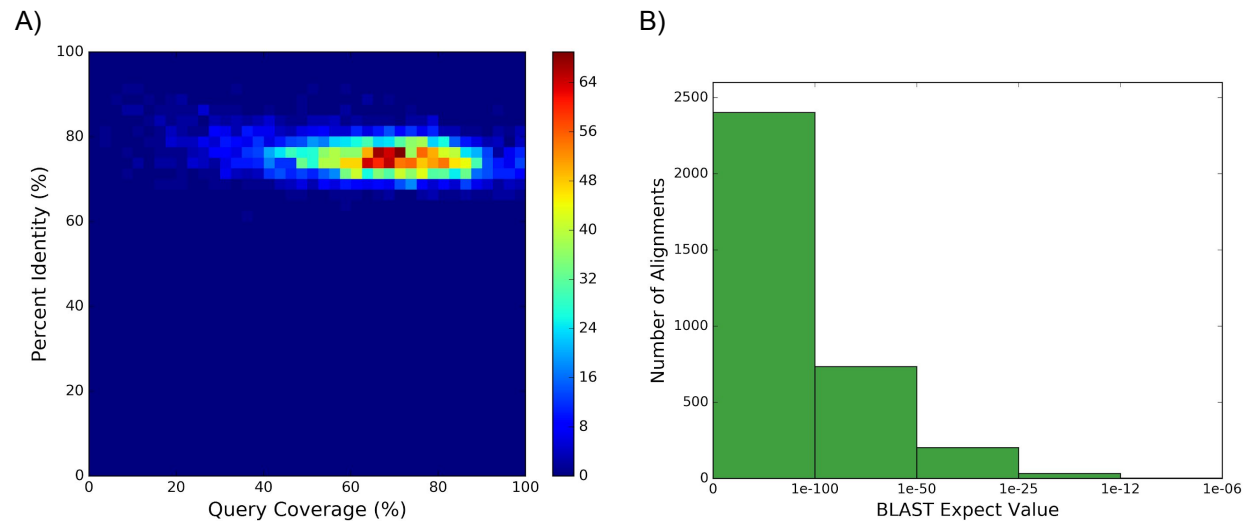 A)
B)
100
80
60
40
20
0
Percent Identity (%)
0 20 40 60 80 100
Query Coverage (%)
64
56
48
40
32
24
16
8
0
2500
2000
1500
1000
500
0
Number of Alignments
0 1e-100 1e-50 1e-25 1e-12 1e-06
BLAST Expect Value